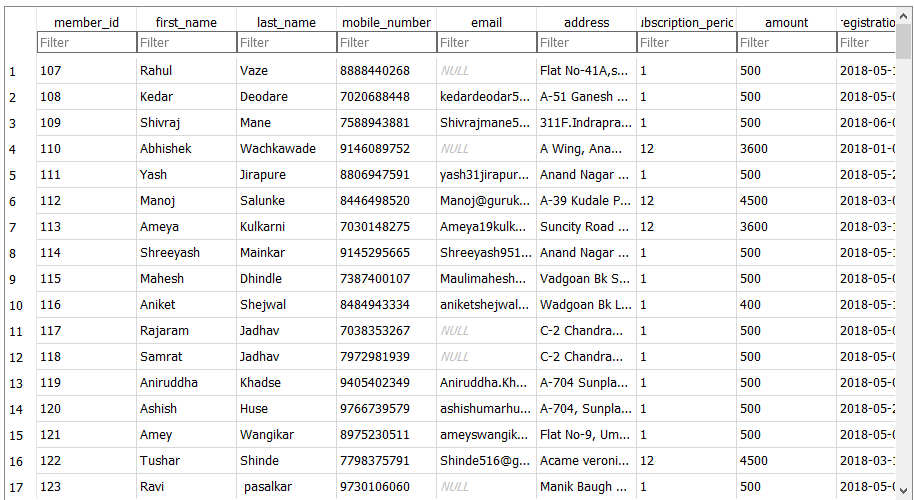 member_id first_name last_name mobile_number email address ubscription_perio amount registration
Filter Filter Filter Filter Filter Filter Filter Filter Filter
1 107 Rahul Vaze 8888440268 NULL Flat No-41A,s... 1 500 2018-05-1
2 108 Kedar Deodare 7020688448 kedardeodar5... A-51 Ganesh ... 1 500 2018-05-0
3 109 Shivraj Mane 7588943881 Shivrajmane5... 311F.Indrapra... 1 500 2018-06-0
4 110 Abhishek Wachkawade 9146089752 NULL A Wing, Ana... 12 3600 2018-01-0
5 111 Yash Jirapure 8806947591 yash31jirapur... Anand Nagar ... 1 500 2018-05-2
6 112 Manoj Salunke 8446498520 Manoj@guruk... A-39 Kudale P... 12 4500 2018-03-1
7 113 Ameya Kulkarni 7030148275 Ameya19kulk... Suncity Road ... 12 3600 2018-03-1
8 114 Shreeyash Mainkar 9145295665 Shreeyash951... Anand Nagar ... 1 500 2018-05-1
9 115 Mahesh Dhindle 7387400107 Maulimahesh... Vadgoan Bk S... 1 500 2018-05-0
10 116 Aniket Shejwal 8484943334 aniketshejwal... Wadgoan Bk L... 1 400 2018-05-1
11 117 Rajaram Jadhav 7038353267 NULL C-2 Chandra... 1 500 2018-05-0
12 118 Samrat Jadhav 7972981939 NULL C-2 Chandra... 1 500 2018-05-0
13 119 Aniruddha Khadse 9405402349 Aniruddha.Kh... A-704 Sunpla... 1 500 2018-05-0
14 120 Ashish Huse 9766739579 ashishumarhu... A-704, Sunpla... 1 500 2018-05-2
15 121 Amey Wangikar 8975230511 ameyswangik... Flat No-9, Um... 1 500 2018-05-0
16 122 Tushar Shinde 7798375791 Shinde516@g... Acame veroni... 12 4500 2018-03-1
17 123 Ravi pasalkar 9730106060 NULL Manik Baugh ... 1 500 2018-05-0